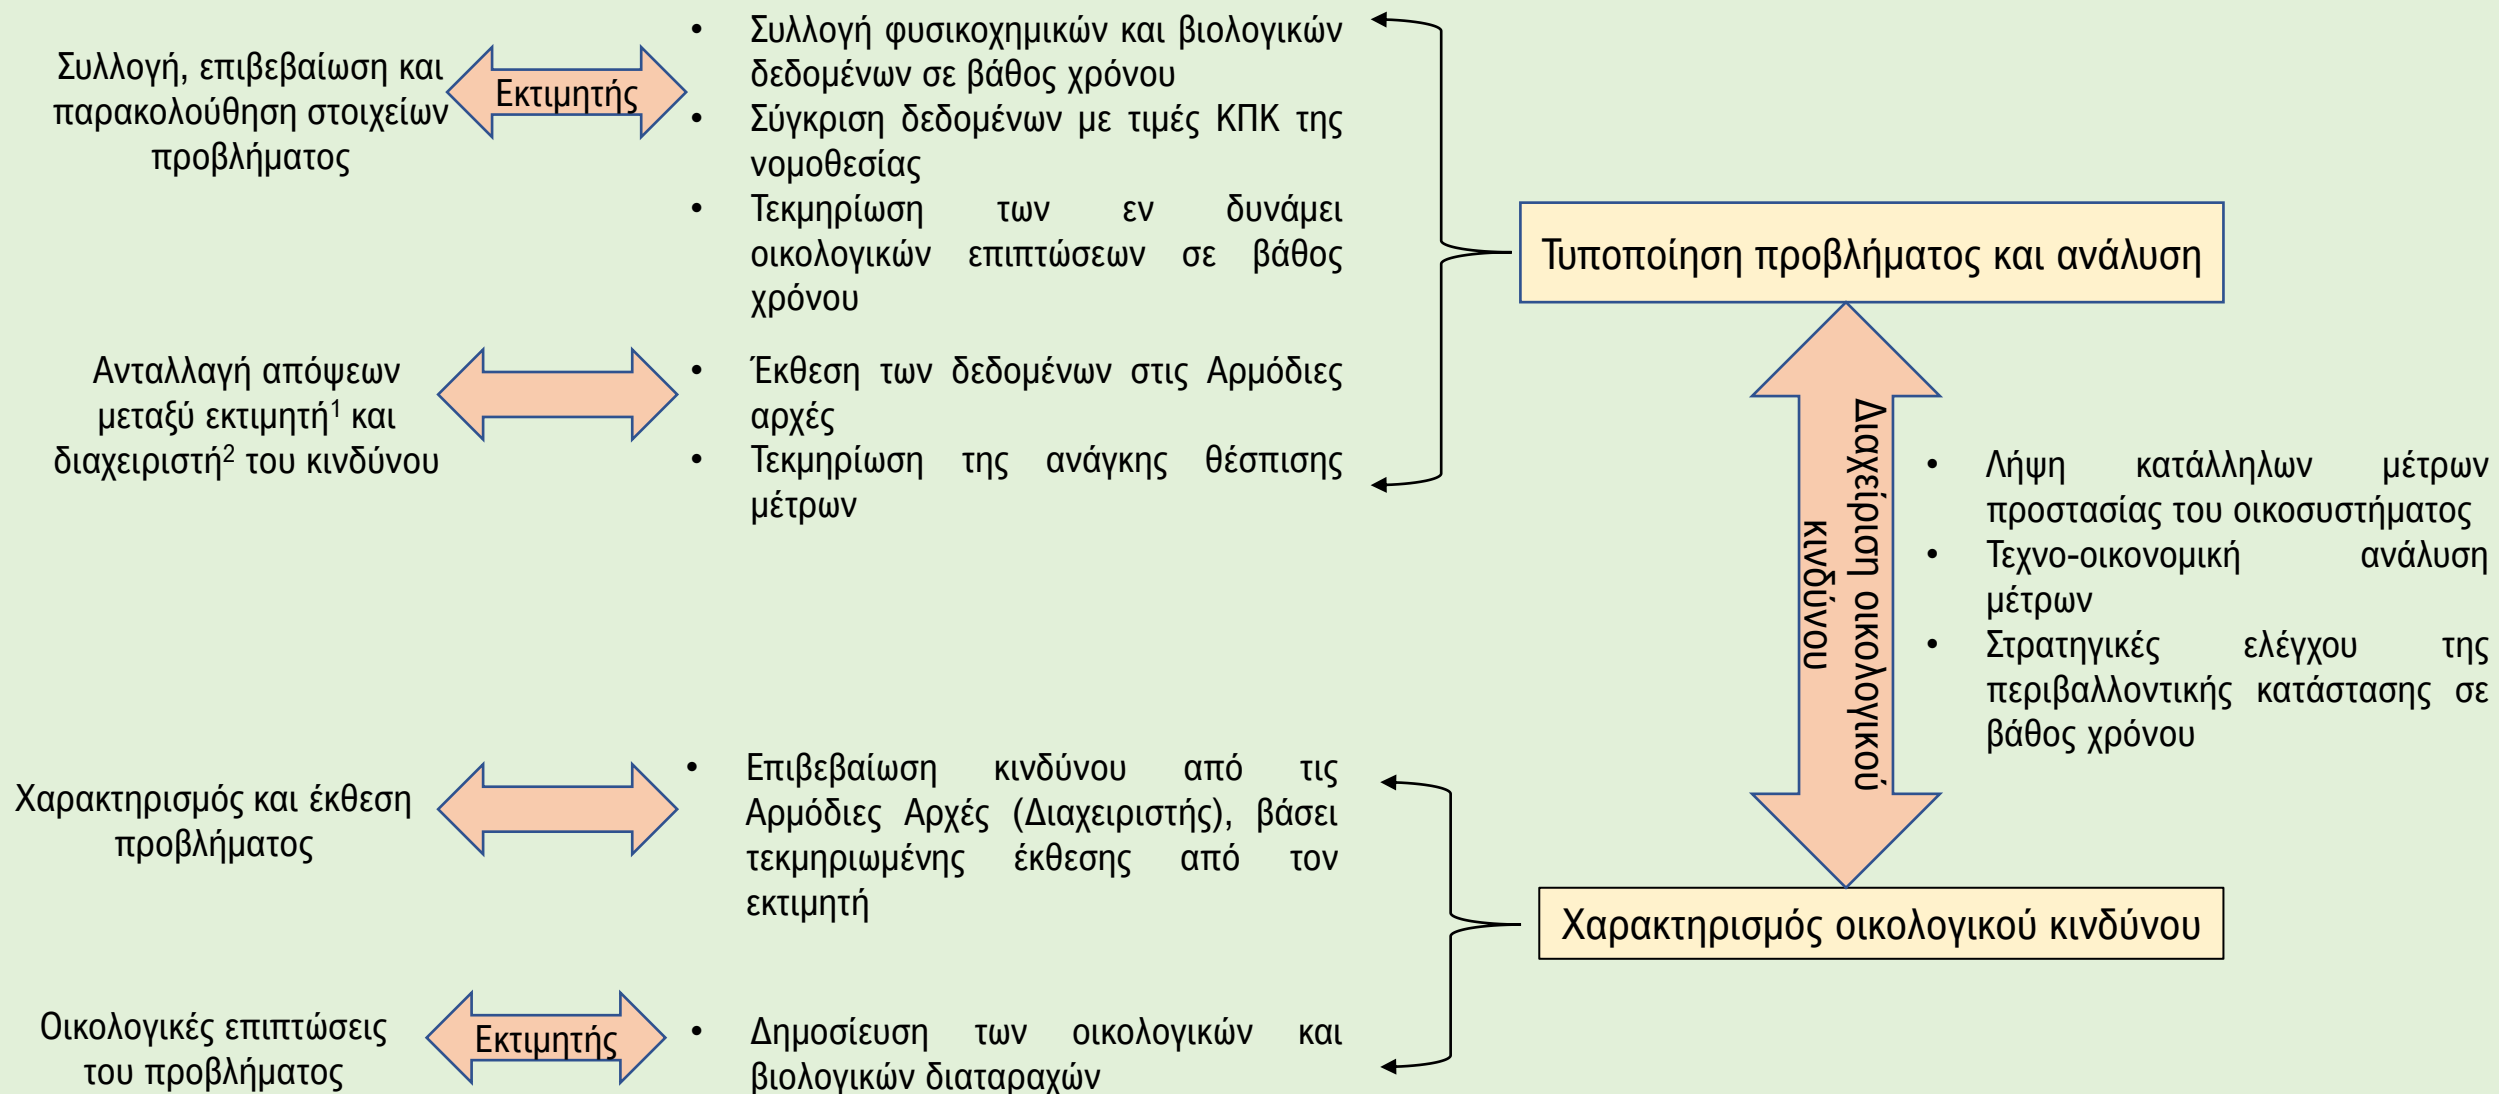 Συλλογή, επιβεβαίωση και
παρακολούθηση στοιχείων
προβλήματος
Εκτιμητής
• Συλλογή φυσικοχημικών και βιολογικών
δεδομένων σε βάθος χρόνου
• Σύγκριση δεδομένων με τιμές ΚΠΚ της
νομοθεσίας
• Τεκμηρίωση των εν δυνάμει
οικολογικών επιπτώσεων σε βάθος
χρόνου
Ανταλλαγή απόψεων
μεταξύ εκτιμητή¹ και
διαχειριστή² του κινδύνου
• Έκθεση των δεδομένων στις Αρμόδιες
αρχές
• Τεκμηρίωση της ανάγκης θέσπισης
μέτρων
Τυποποίηση προβλήματος και ανάλυση
Διαχείριση οικολογικού
κινδύνου
• Λήψη κατάλληλων μέτρων
προστασίας του οικοσυστήματος
• Τεχνο-οικονομική ανάλυση
μέτρων
• Στρατηγικές ελέγχου της
περιβαλλοντικής κατάστασης σε
βάθος χρόνου
Χαρακτηρισμός και έκθεση
προβλήματος
• Επιβεβαίωση κινδύνου από τις
Αρμόδιες Αρχές (Διαχειριστής), βάσει
τεκμηριωμένης έκθεσης από τον
εκτιμητή
Χαρακτηρισμός οικολογικού κινδύνου
Οικολογικές επιπτώσεις
του προβλήματος
Εκτιμητής
• Δημοσίευση των οικολογικών και
βιολογικών διαταραχών